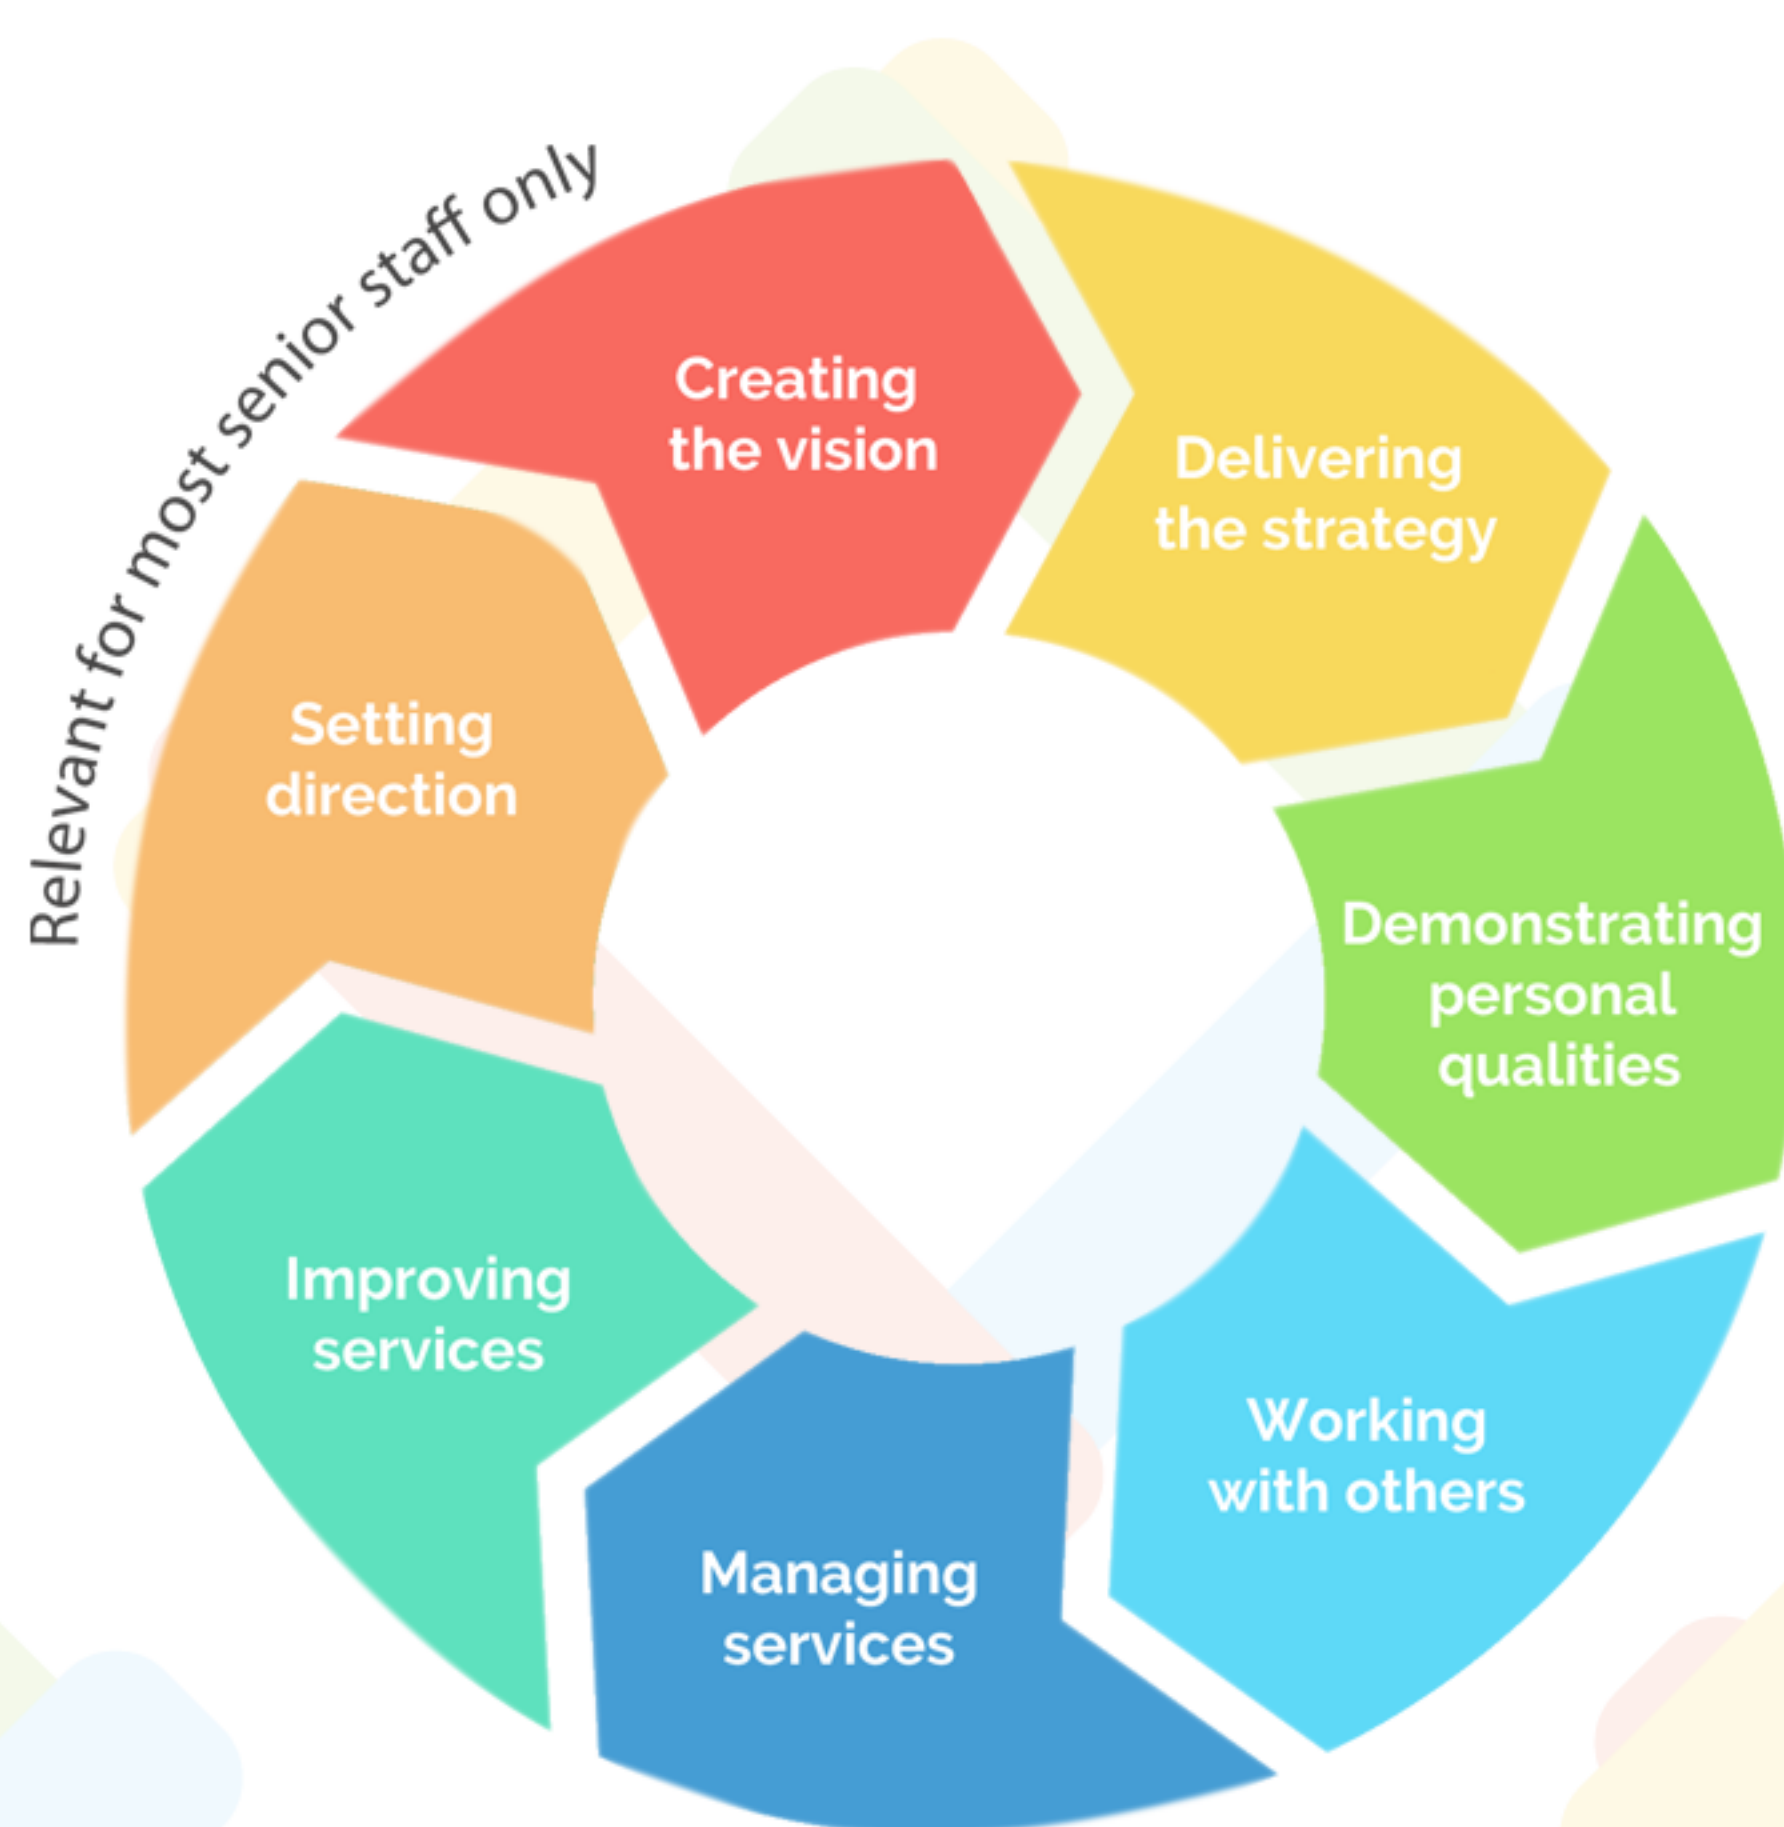 Relevant for most senior staff only
Creating
the vision
Delivering
the strategy
Demonstrating
personal
qualities
Working
with others
Managing
services
Improving
services
Setting
direction